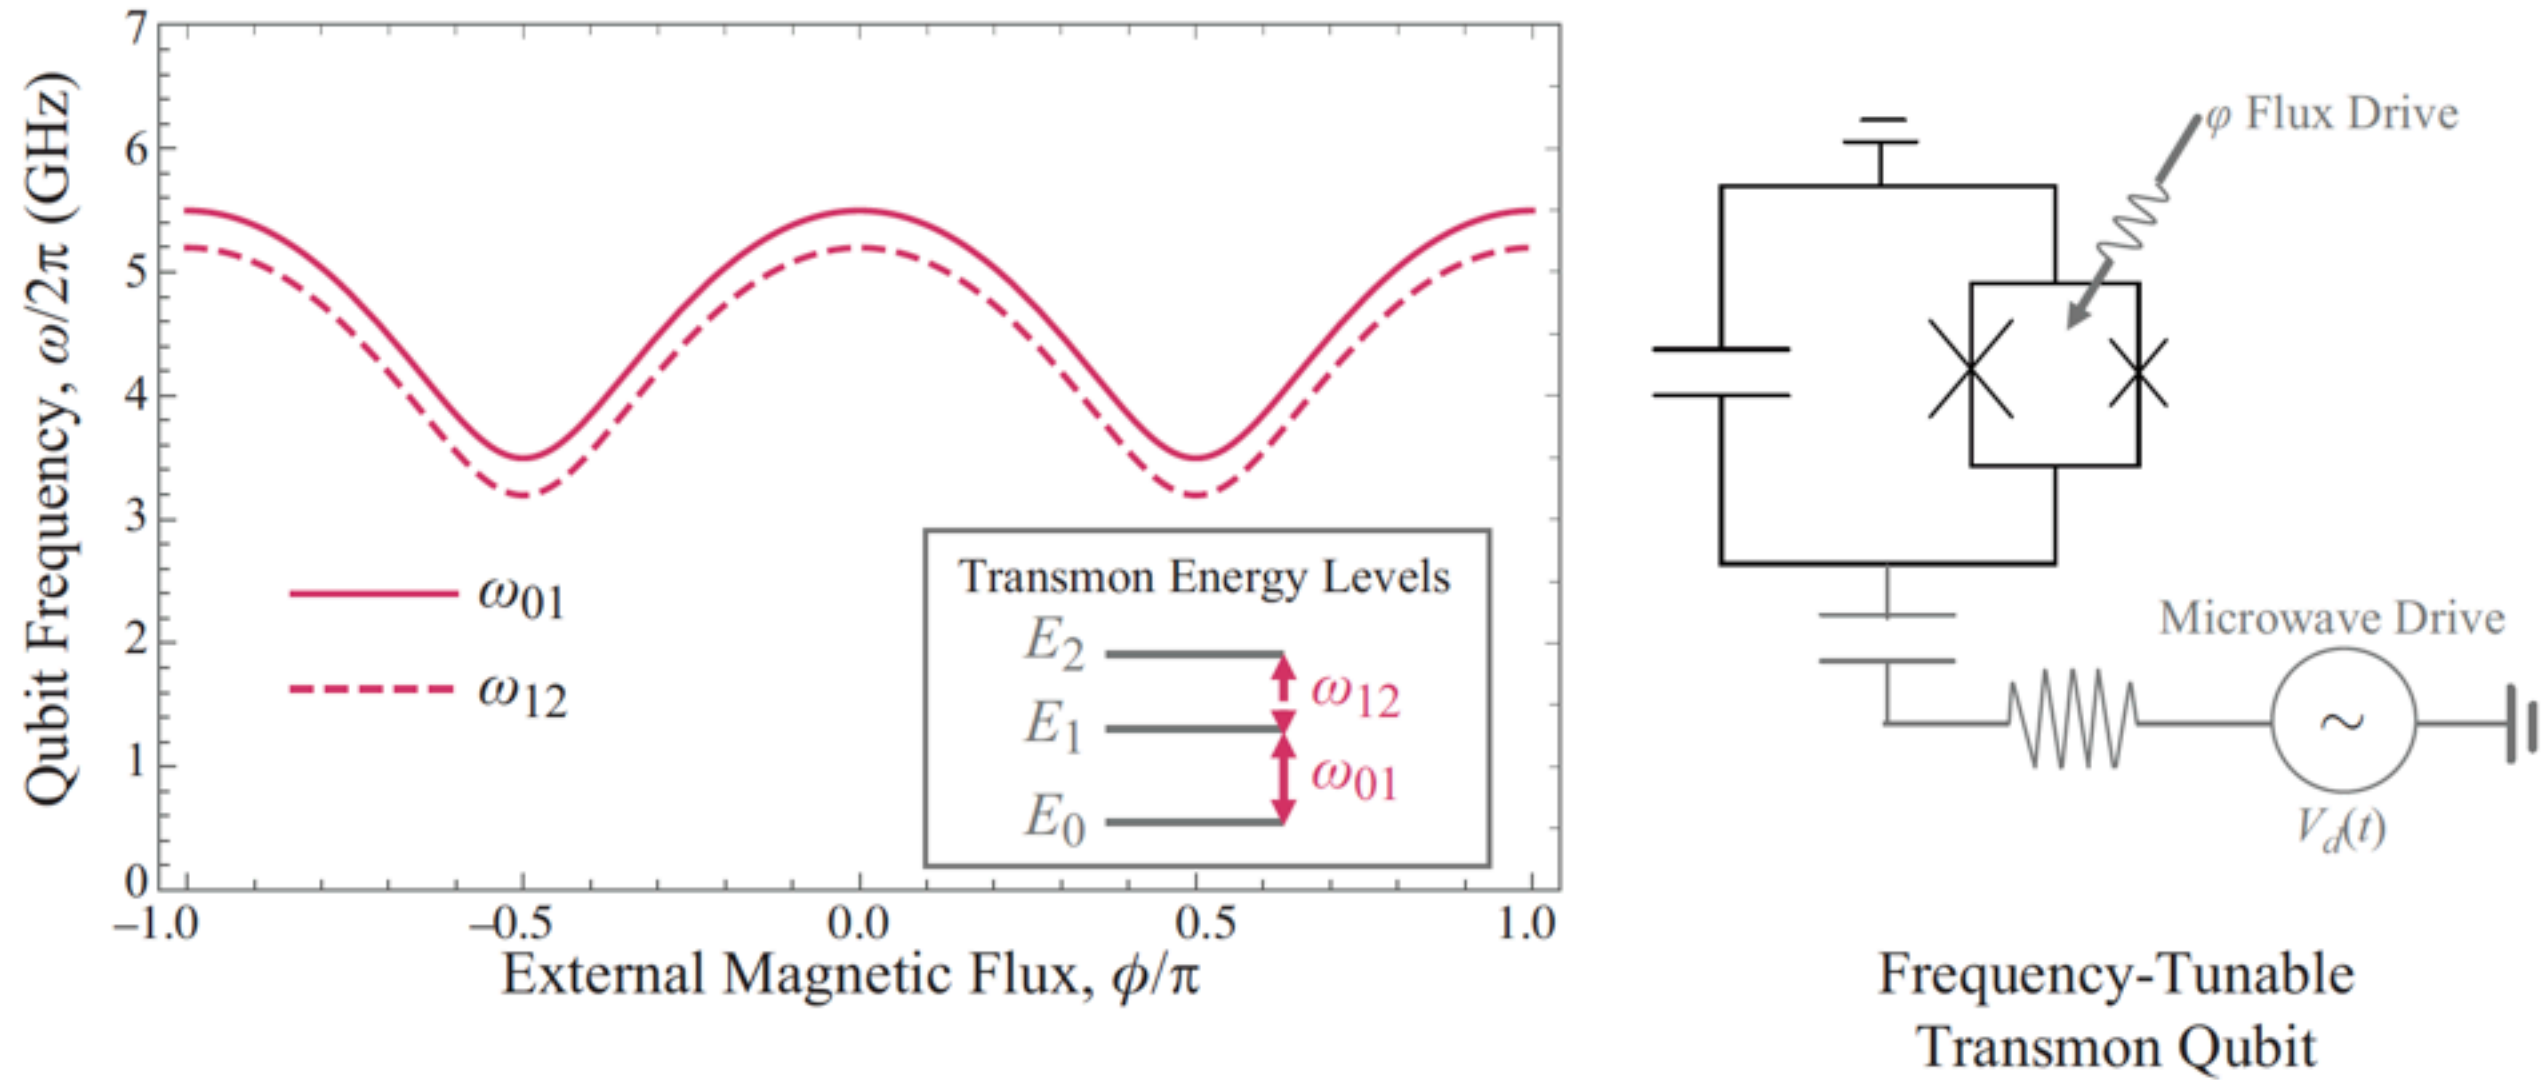 Qubit Frequency, ω/2π (GHz)
7
6
5
4
3
2
1
0
–1.0 –0.5 0.0 0.5 1.0
External Magnetic Flux, ϕ/π
ω01
ω12
Transmon Energy Levels
E2
E1
E0
ω12
ω01
φ Flux Drive
Microwave Drive
~
Vd(t)
Frequency-Tunable
Transmon Qubit